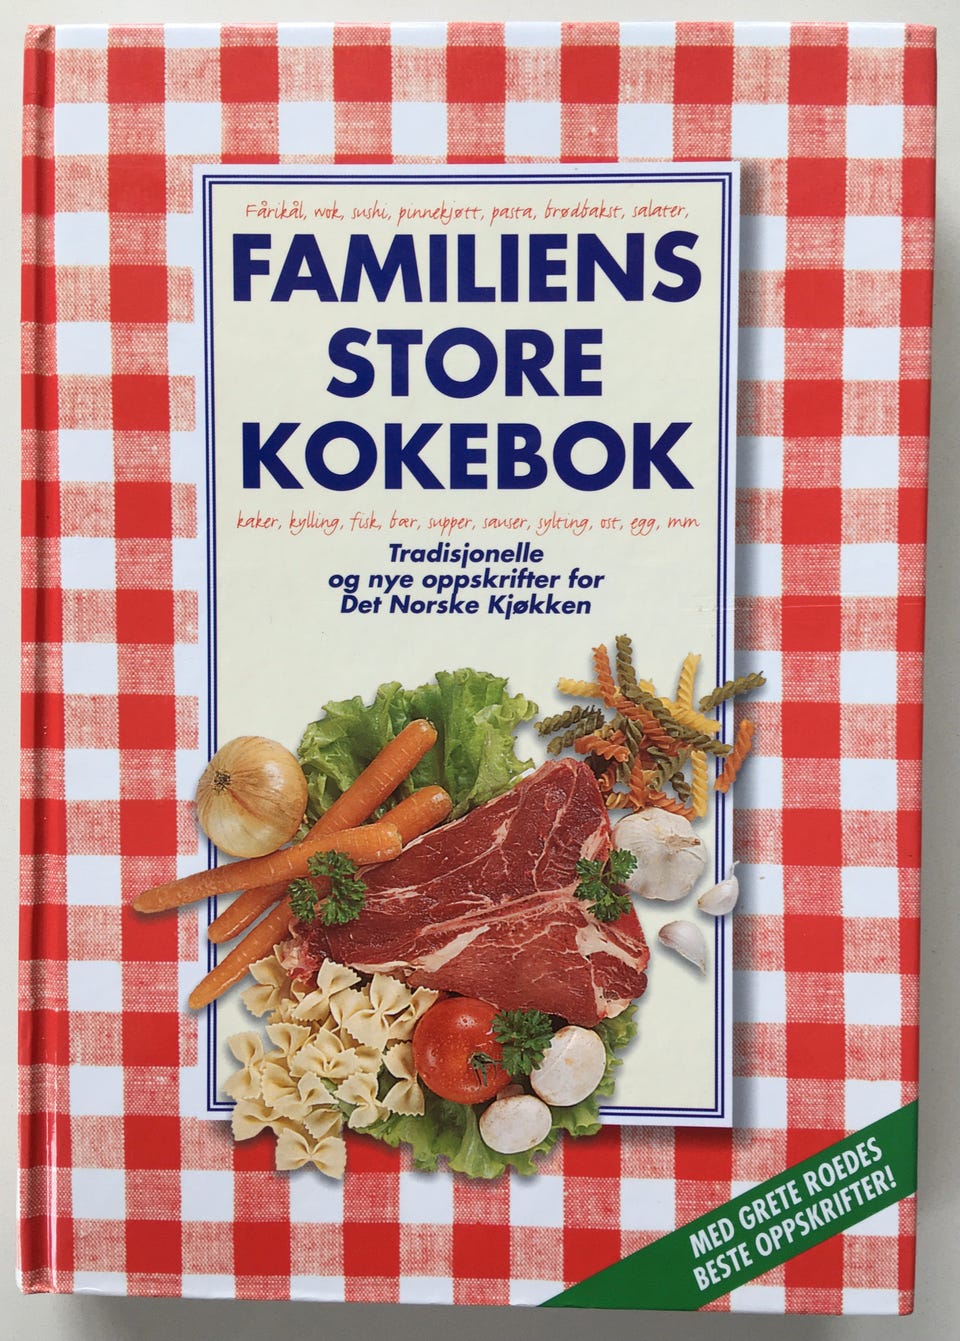 Fårikål, wok, sushi, pinnekjøtt, pasta, brødbakst, salater,
FAMILIENS
STORE
KOKEBOK
kaker, kylling, fisk, bær, supper, sauser, sylting, ost, egg, mm
Tradisjonelle
og nye oppskrifter for
Det Norske Kjøkken
MED GRETE ROEDES
BESTE OPPSKRIFTER!